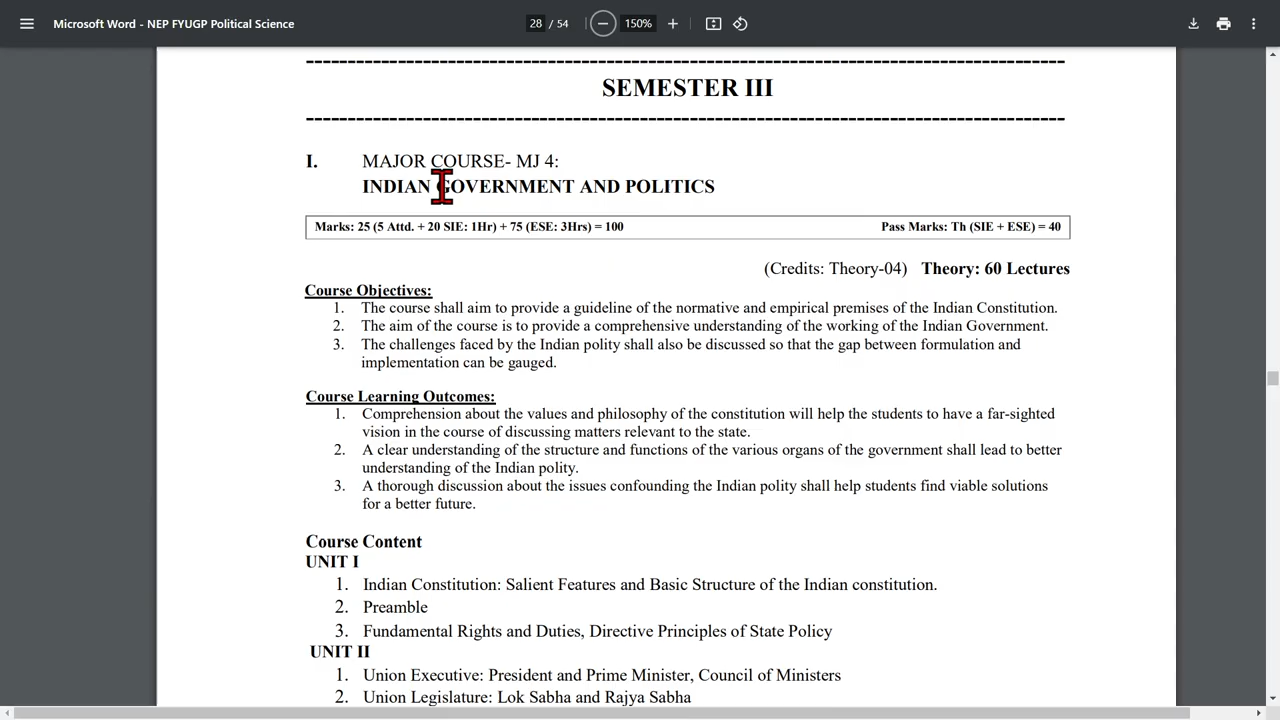 Microsoft Word - NEP FYUGP Political Science
28 / 54
150%
SEMESTER III
I. MAJOR COURSE- MJ 4:
INDIAN GOVERNMENT AND POLITICS
Marks: 25 (5 Attd. + 20 SIE: 1Hr) + 75 (ESE: 3Hrs) = 100 Pass Marks: Th (SIE + ESE) = 40
(Credits: Theory-04) Theory: 60 Lectures
Course Objectives:
1. The course shall aim to provide a guideline of the normative and empirical premises of the Indian Constitution.
2. The aim of the course is to provide a comprehensive understanding of the working of the Indian Government.
3. The challenges faced by the Indian polity shall also be discussed so that the gap between formulation and
implementation can be gauged.
Course Learning Outcomes:
1. Comprehension about the values and philosophy of the constitution will help the students to have a far-sighted
vision in the course of discussing matters relevant to the state.
2. A clear understanding of the structure and functions of the various organs of the government shall lead to better
understanding of the Indian polity.
3. A thorough discussion about the issues confounding the Indian polity shall help students find viable solutions
for a better future.
Course Content
UNIT I
1. Indian Constitution: Salient Features and Basic Structure of the Indian constitution.
2. Preamble
3. Fundamental Rights and Duties, Directive Principles of State Policy
UNIT II
1. Union Executive: President and Prime Minister, Council of Ministers
2. Union Legislature: Lok Sabha and Rajya Sabha